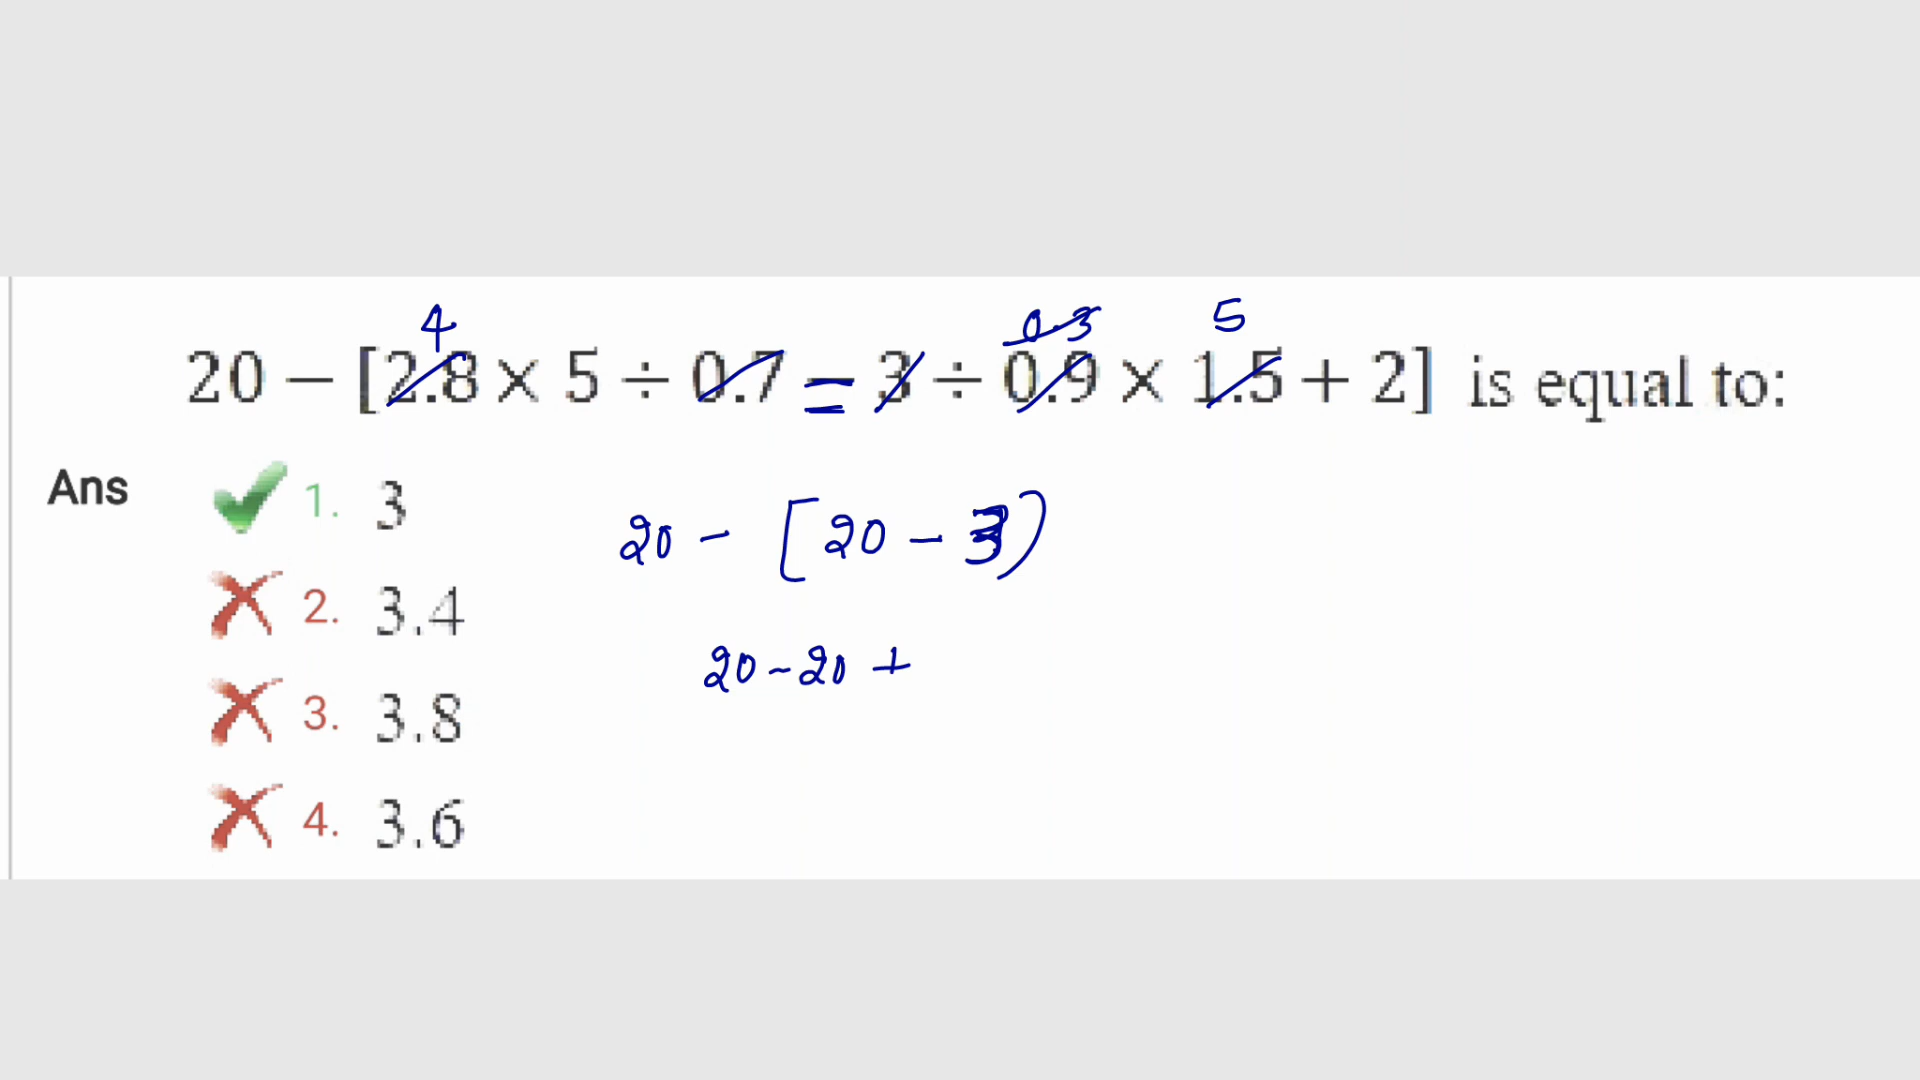 4 0.3 5
20 − [2.8 × 5 ÷ 0.7 − 3 ÷ 0.9 × 1.5 + 2] is equal to:
Ans
1. 3
2. 3.4
3. 3.8
4. 3.6
20 - [20 - 3)
20 - 20 +